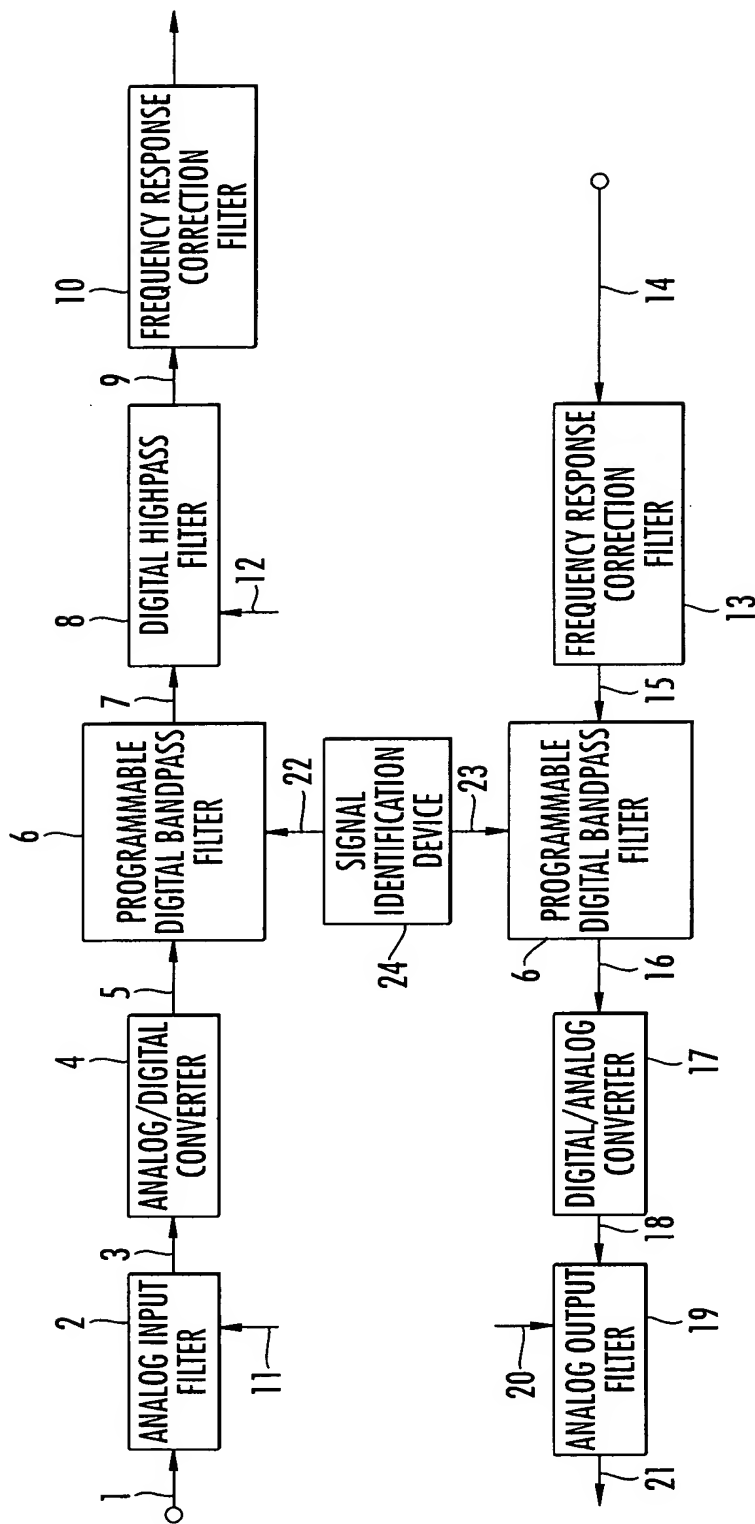 1
2
ANALOG INPUT
FILTER
11
3
4
ANALOG/DIGITAL
CONVERTER
5
6
PROGRAMMABLE
DIGITAL BANDPASS
FILTER
7
8
DIGITAL HIGHPASS
FILTER
12
9
10
FREQUENCY RESPONSE
CORRECTION
FILTER
22
SIGNAL
IDENTIFICATION
DEVICE
24
23
14
FREQUENCY RESPONSE
CORRECTION
FILTER
13
15
PROGRAMMABLE
DIGITAL BANDPASS
FILTER
6
16
DIGITAL/ANALOG
CONVERTER
17
18
20
ANALOG OUTPUT
FILTER
19
21